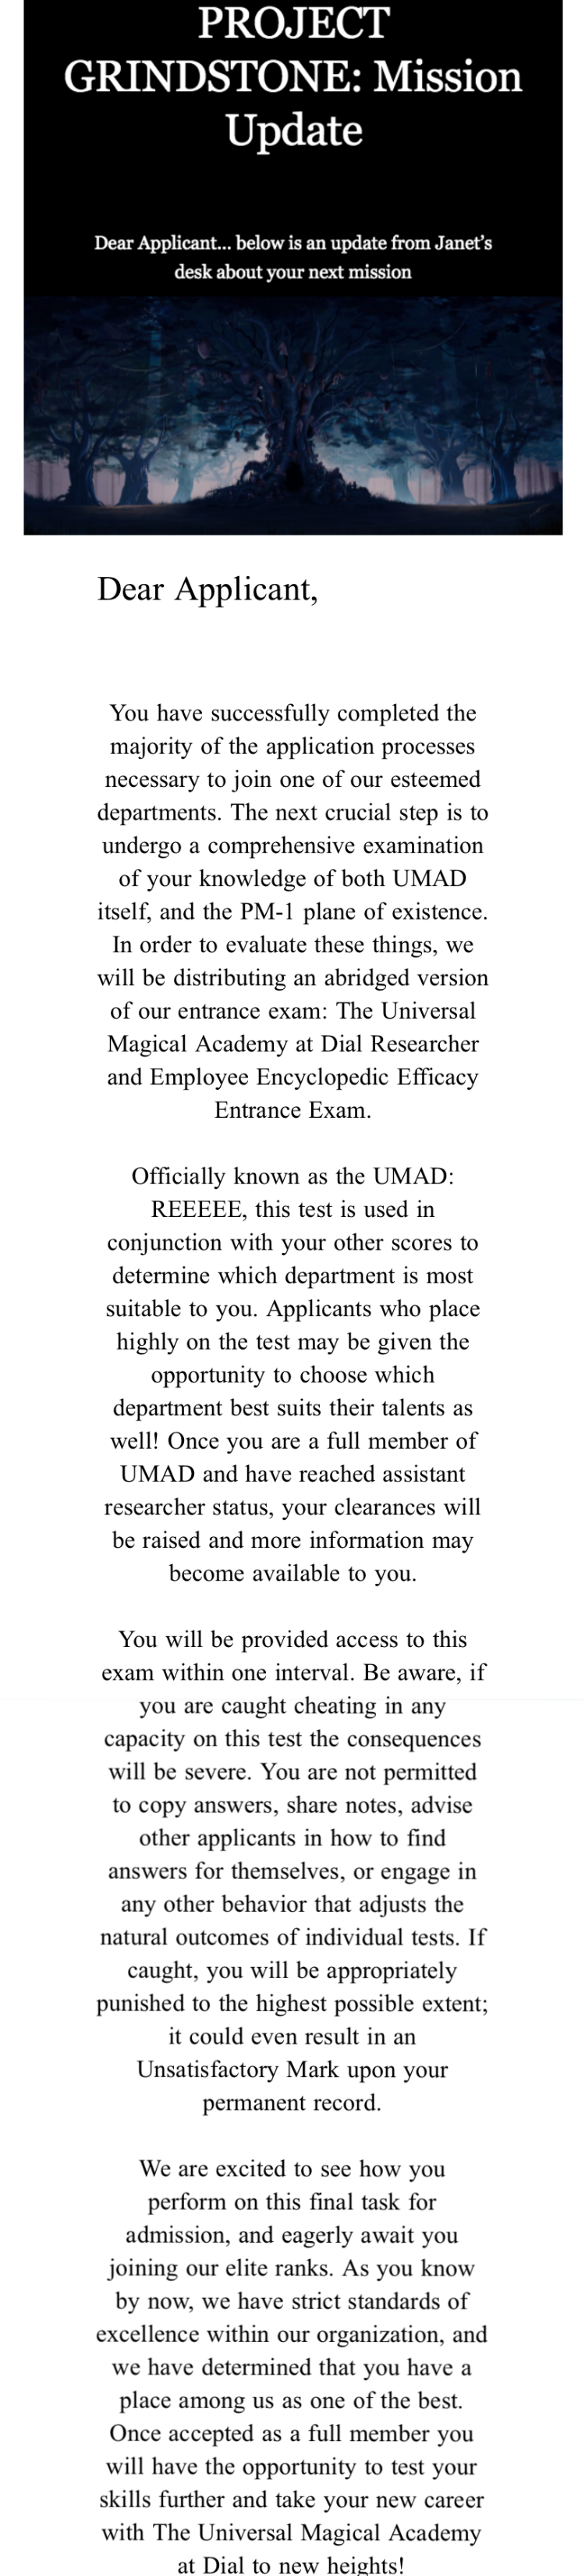 PROJECT
GRINDSTONE: Mission
Update
Dear Applicant... below is an update from Janet’s
desk about your next mission
Dear Applicant,
You have successfully completed the
majority of the application processes
necessary to join one of our esteemed
departments. The next crucial step is to
undergo a comprehensive examination
of your knowledge of both UMAD
itself, and the PM-1 plane of existence.
In order to evaluate these things, we
will be distributing an abridged version
of our entrance exam: The Universal
Magical Academy at Dial Researcher
and Employee Encyclopedic Efficacy
Entrance Exam.
Officially known as the UMAD:
REEEEE, this test is used in
conjunction with your other scores to
determine which department is most
suitable to you. Applicants who place
highly on the test may be given the
opportunity to choose which
department best suits their talents as
well! Once you are a full member of
UMAD and have reached assistant
researcher status, your clearances will
be raised and more information may
become available to you.
You will be provided access to this
exam within one interval. Be aware, if
you are caught cheating in any
capacity on this test the consequences
will be severe. You are not permitted
to copy answers, share notes, advise
other applicants in how to find
answers for themselves, or engage in
any other behavior that adjusts the
natural outcomes of individual tests. If
caught, you will be appropriately
punished to the highest possible extent;
it could even result in an
Unsatisfactory Mark upon your
permanent record.
We are excited to see how you
perform on this final task for
admission, and eagerly await you
joining our elite ranks. As you know
by now, we have strict standards of
excellence within our organization, and
we have determined that you have a
place among us as one of the best.
Once accepted as a full member you
will have the opportunity to test your
skills further and take your new career
with The Universal Magical Academy
at Dial to new heights!